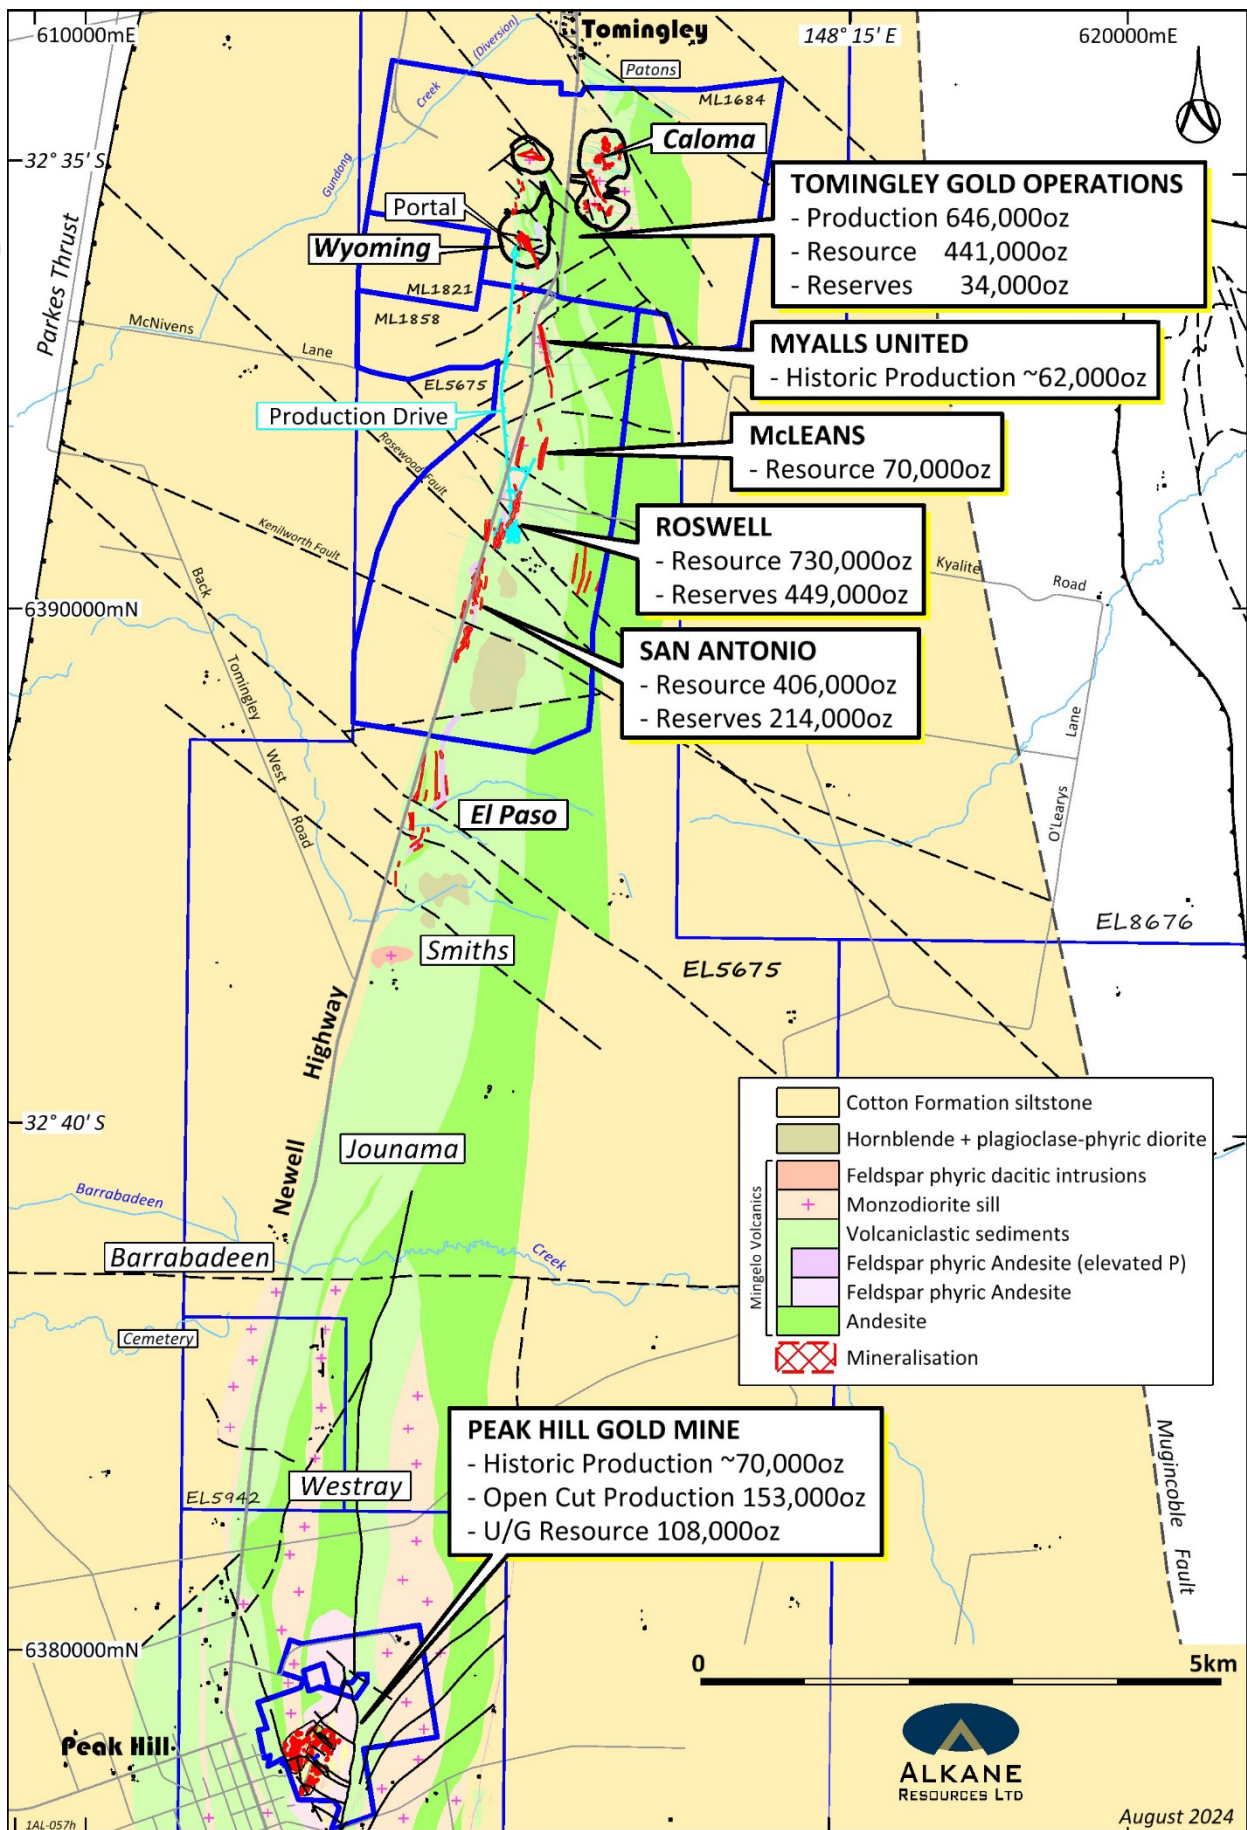 610000mE
Tomingley
148° 15' E
620000mE
(Diversion)
Creek
Gundong
Patons
ML1684
Caloma
32° 35' S
TOMINGLEY GOLD OPERATIONS
- Production 646,000oz
- Resource 441,000oz
- Reserves 34,000oz
Portal
Wyoming
Parkes Thrust
ML1821
ML1858
McNivens
Lane
MYALLS UNITED
- Historic Production ~62,000oz
EL5675
Production Drive
McLEANS
- Resource 70,000oz
Rosewood Fault
ROSWELL
- Resource 730,000oz
- Reserves 449,000oz
Kenilworth Fault
Kyalite
Road
Back
6390000mN
SAN ANTONIO
- Resource 406,000oz
- Reserves 214,000oz
Tomingley
West
Road
Lane
O'Learys
El Paso
EL8676
Smiths
EL5675
Highway
Newell
32° 40' S
Jounama
Barrabadeen
Barrabadeen
Creek
Cemetery
Cotton Formation siltstone
Hornblende + plagioclase-phyric diorite
Mingelo Volcanics
Feldspar phyric dacitic intrusions
Monzodiorite sill
Volcaniclastic sediments
Feldspar phyric Andesite (elevated P)
Feldspar phyric Andesite
Andesite
Mineralisation
PEAK HILL GOLD MINE
- Historic Production ~70,000oz
- Open Cut Production 153,000oz
- U/G Resource 108,000oz
Westray
EL5942
Mugincoble Fault
6380000mN
0
5km
Peak Hill
ALKANE
RESOURCES LTD
1AL-057h
August 2024